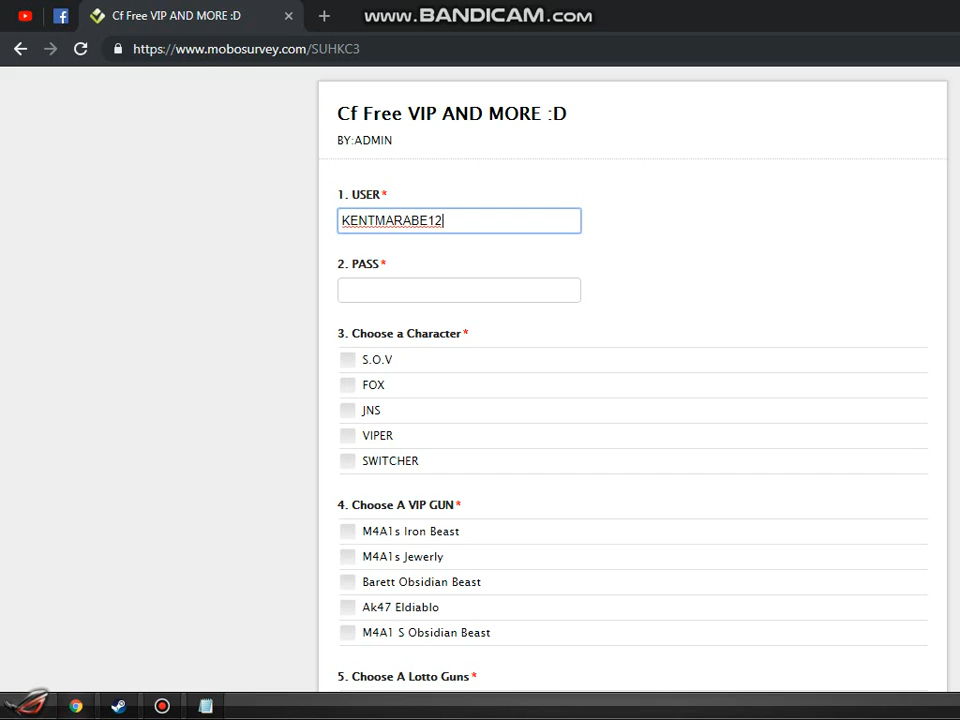 Cf Free VIP AND MORE :D
www.BANDICAM.com
https://www.mobosurvey.com/SUHKC3
Cf Free VIP AND MORE :D
BY:ADMIN
1. USER*
KENTMARABE12
2. PASS*
3. Choose a Character*
S.O.V
FOX
JNS
VIPER
SWITCHER
4. Choose A VIP GUN*
M4A1s Iron Beast
M4A1s Jewerly
Barett Obsidian Beast
Ak47 Eldiablo
M4A1 S Obsidian Beast
5. Choose A Lotto Guns*